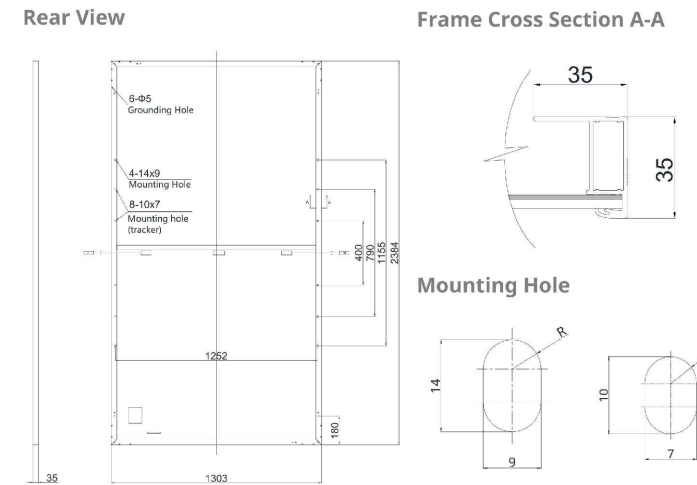 Rear View
6-Φ5
Grounding Hole
4-14x9
Mounting Hole
8-10x7
Mounting hole
(tracker)
A
A
400
790
1155
2384
1252
180
35
1303
Frame Cross Section A-A
35
35
Mounting Hole
R
14
9
10
7